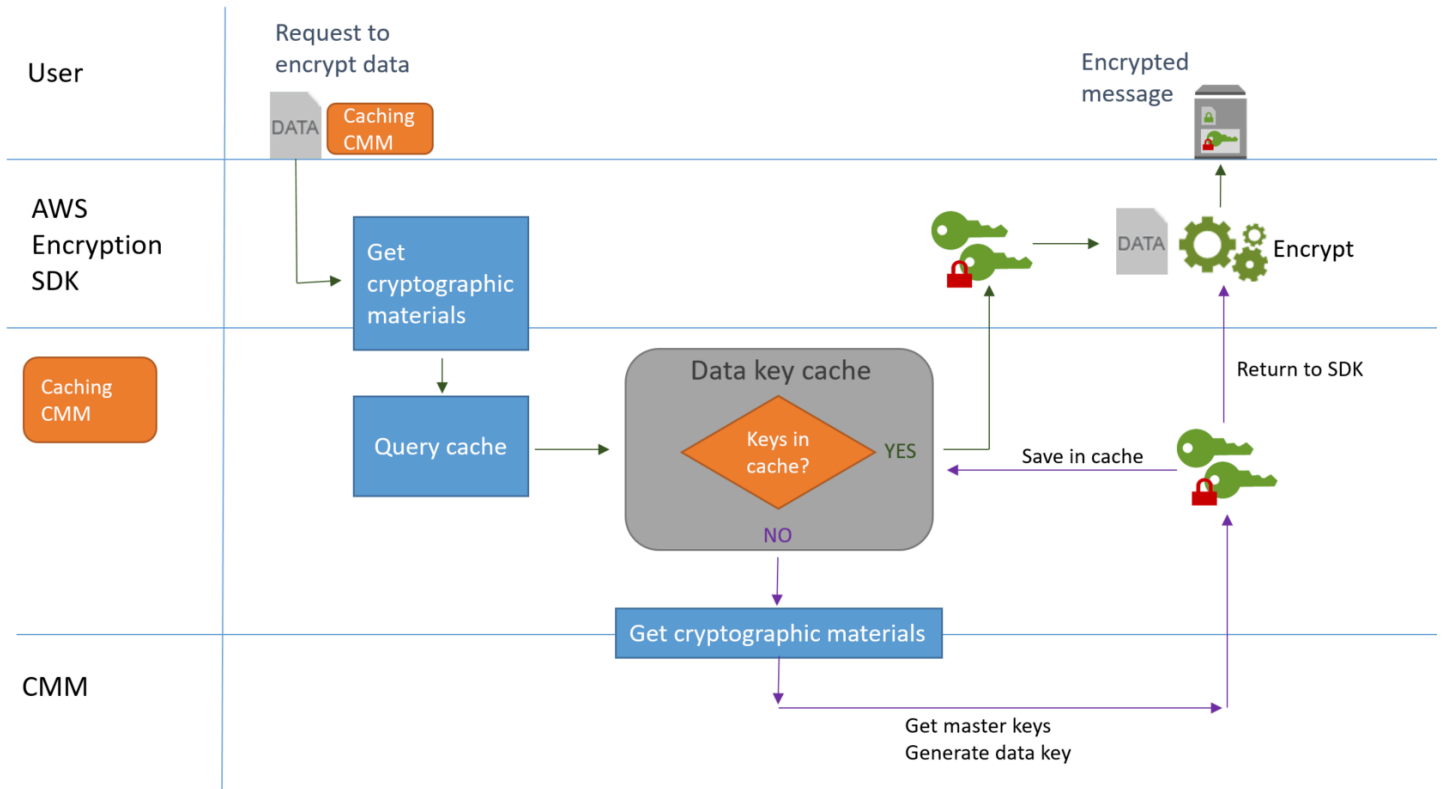 User
Request to
encrypt data
DATA
Caching
CMM
Encrypted
message
AWS
Encryption
SDK
Get
cryptographic
materials
DATA
Encrypt
Caching
CMM
Query cache
Data key cache
Keys in
cache?
YES
NO
Save in cache
Return to SDK
Get cryptographic materials
CMM
Get master keys
Generate data key